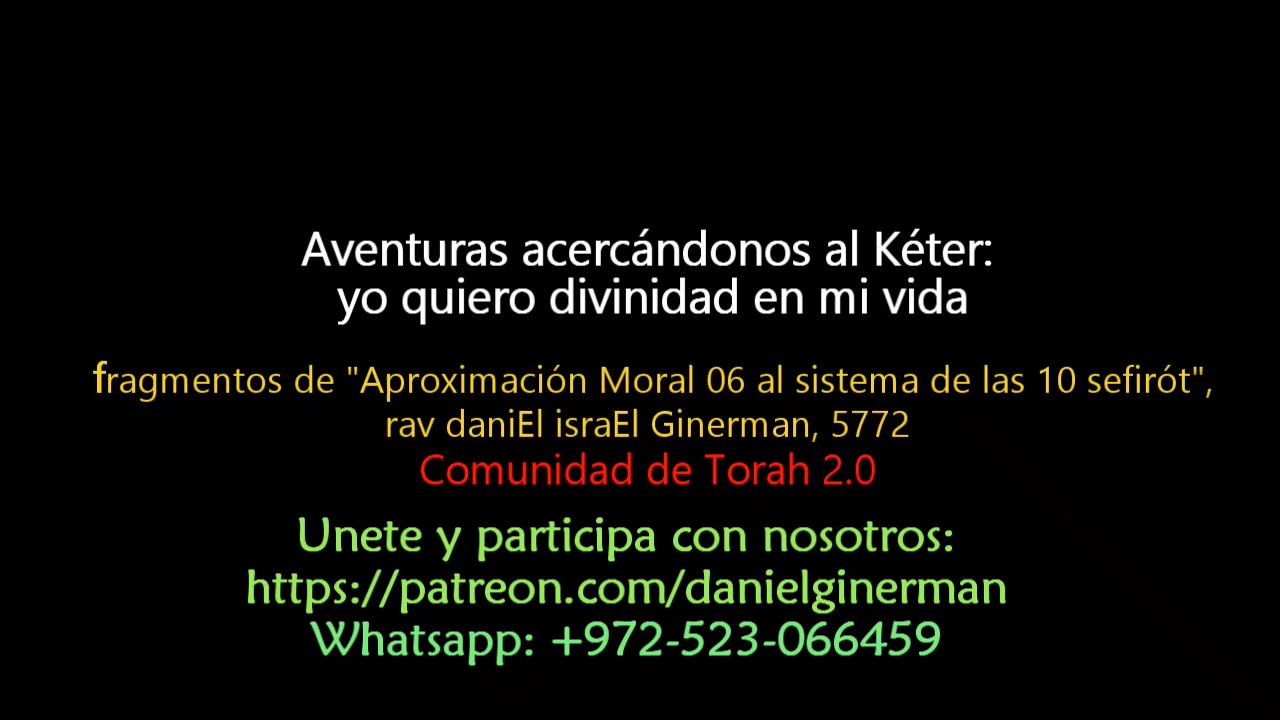 Aventuras acercándonos al Kéter:
yo quiero divinidad en mi vida
fragmentos de "Aproximación Moral 06 al sistema de las 10 sefirót",
rav daniEl israEl Ginerman, 5772
Comunidad de Torah 2.0
Unete y participa con nosotros:
https://patreon.com/danielginerman
Whatsapp: +972-523-066459